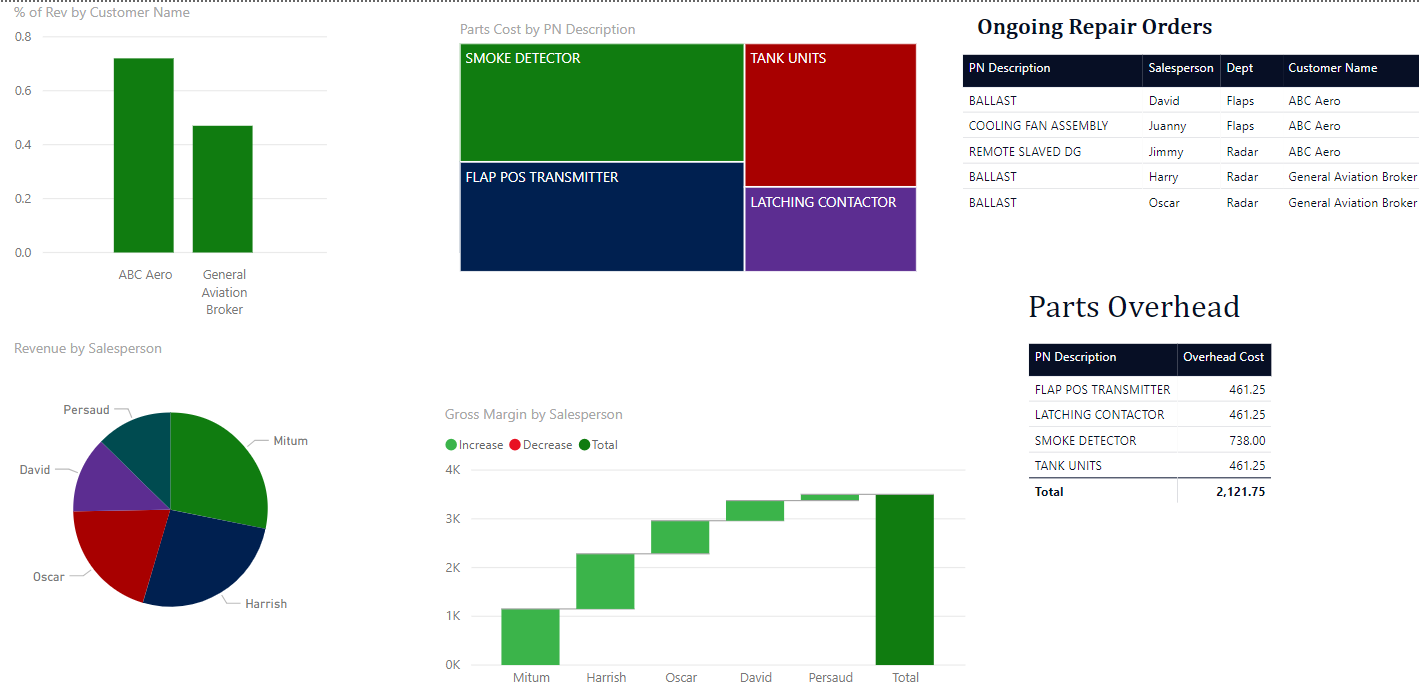 % of Rev by Customer Name
0.8
0.6
0.4
0.2
0.0
ABC Aero
General
Aviation
Broker
Parts Cost by PN Description
SMOKE DETECTOR
TANK UNITS
FLAP POS TRANSMITTER
LATCHING CONTACTOR
Ongoing Repair Orders
PN Description Salesperson Dept Customer Name
BALLAST David Flaps ABC Aero
COOLING FAN ASSEMBLY Juanny Flaps ABC Aero
REMOTE SLAVED DG Jimmy Radar ABC Aero
BALLAST Harry Radar General Aviation Broker
BALLAST Oscar Radar General Aviation Broker
Revenue by Salesperson
Persaud
Mitum
David
Oscar
Harrish
Gross Margin by Salesperson
Increase Decrease Total
4K
3K
2K
1K
0K
Mitum Harrish Oscar David Persaud Total
Parts Overhead
PN Description Overhead Cost
FLAP POS TRANSMITTER 461.25
LATCHING CONTACTOR 461.25
SMOKE DETECTOR 738.00
TANK UNITS 461.25
Total 2,121.75